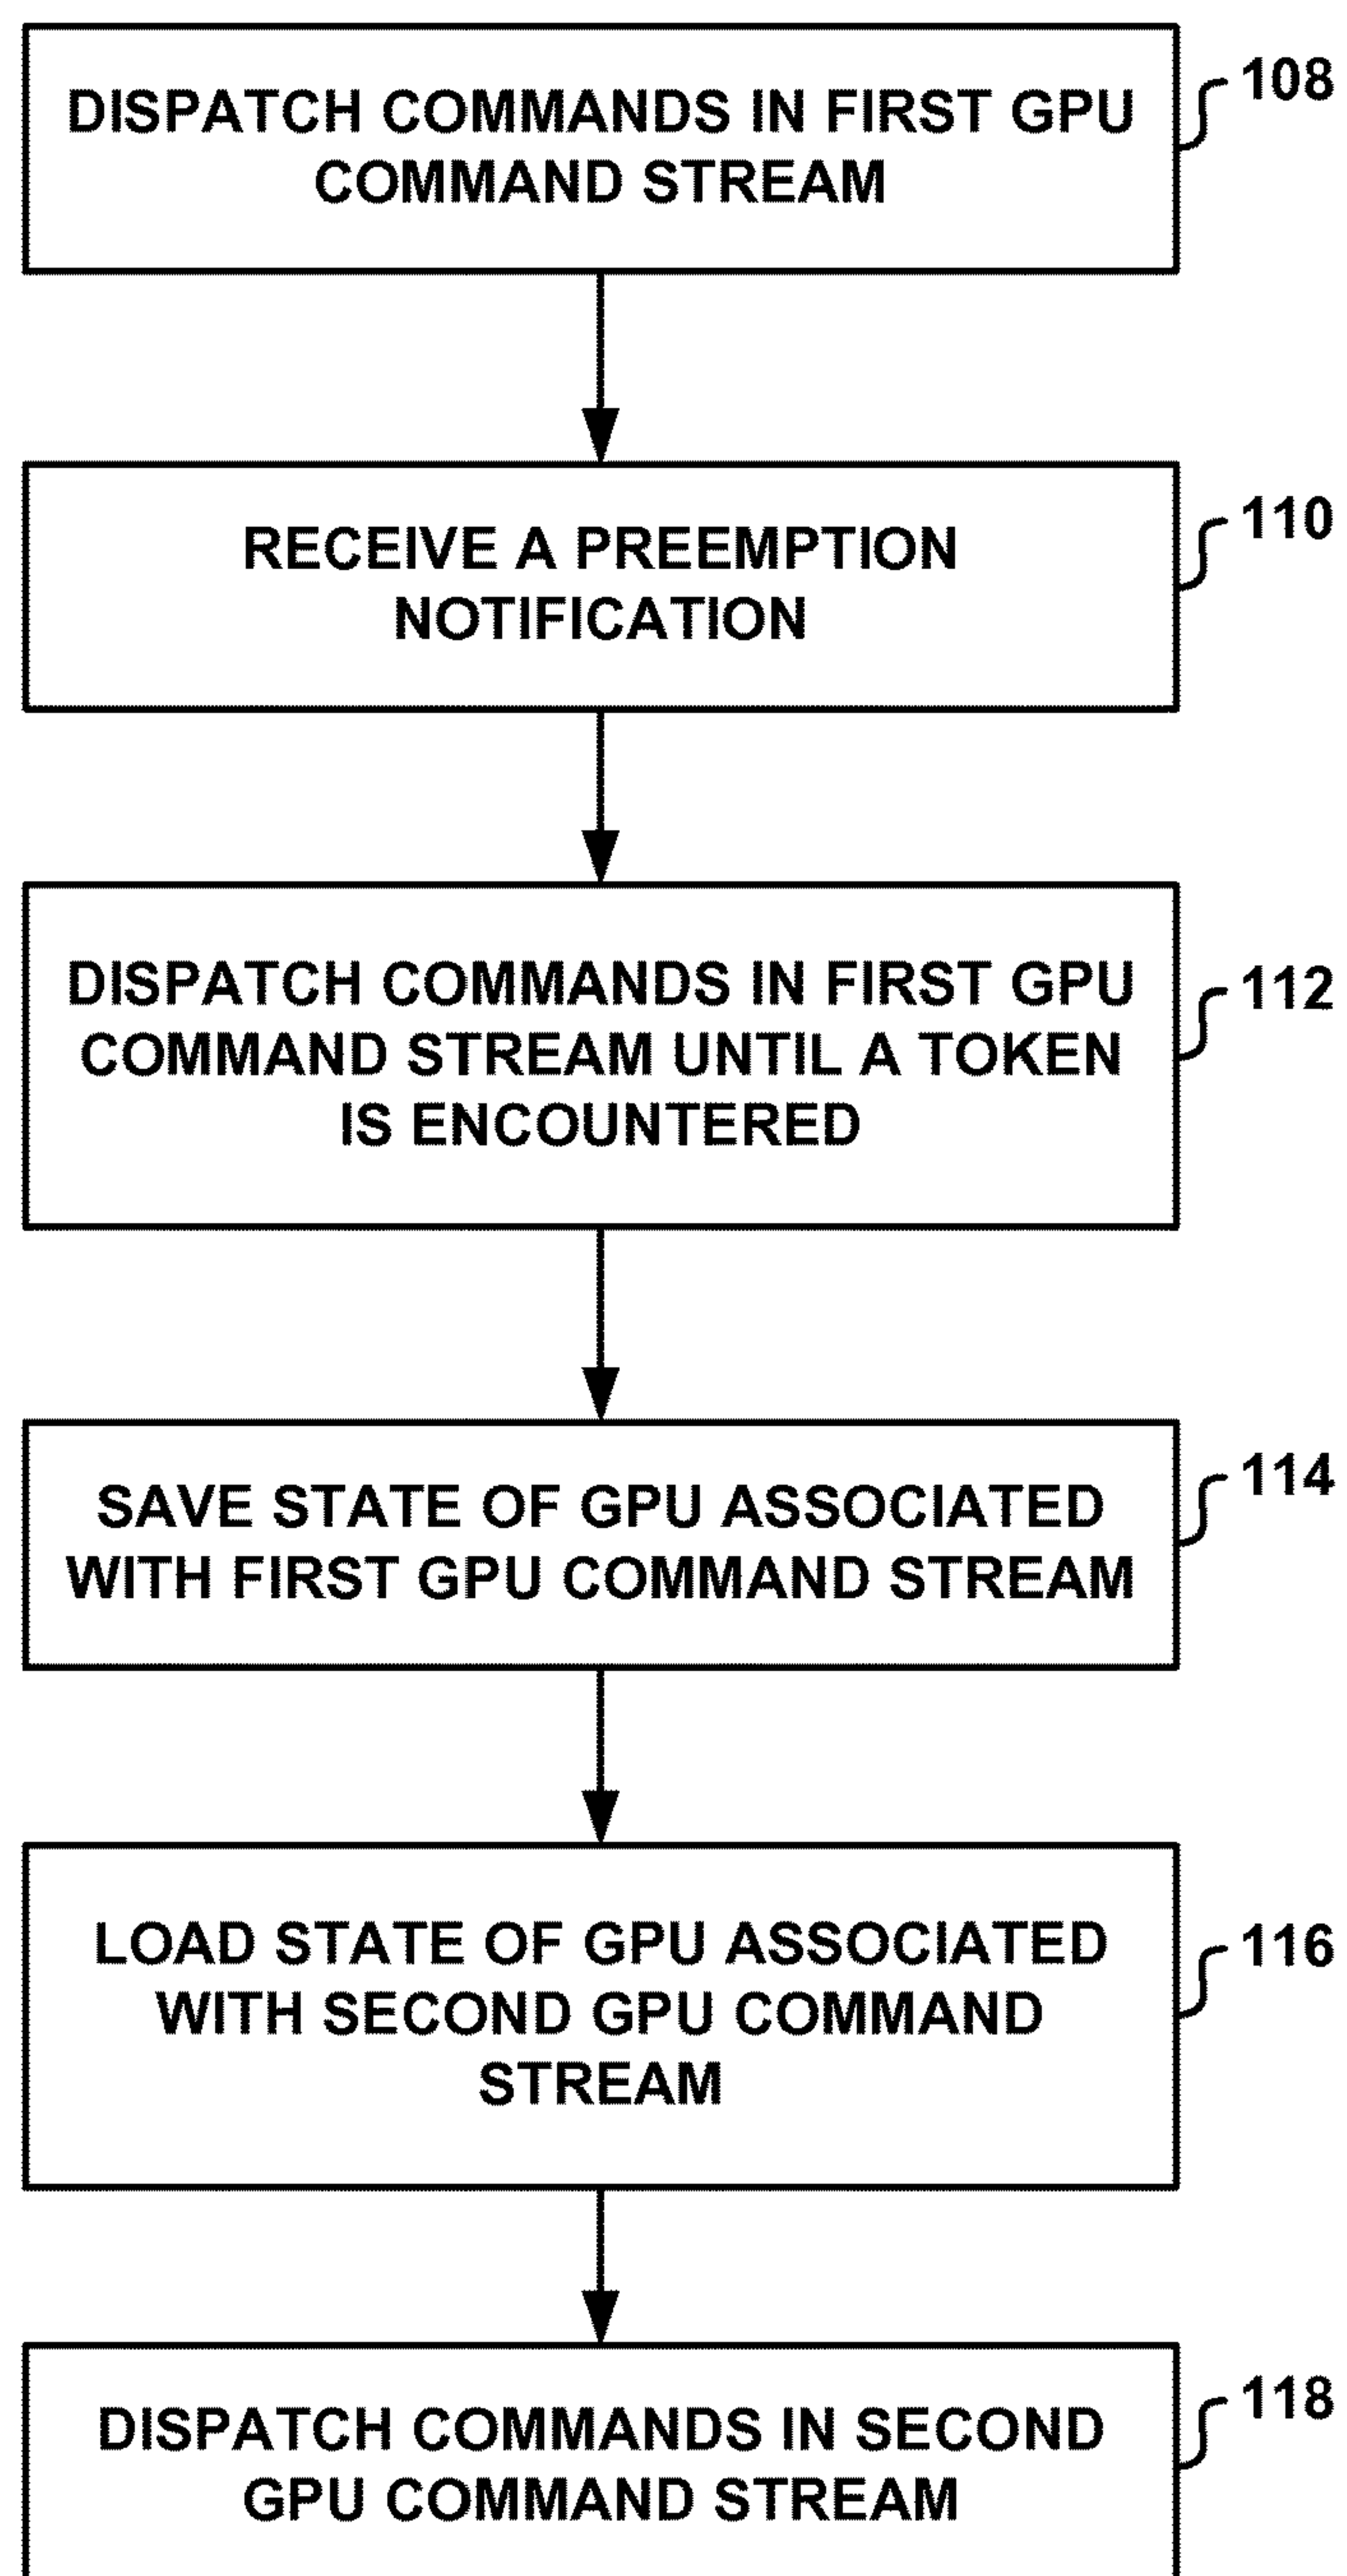 DISPATCH COMMANDS IN FIRST GPU
COMMAND STREAM
108
RECEIVE A PREEMPTION
NOTIFICATION
110
DISPATCH COMMANDS IN FIRST GPU
COMMAND STREAM UNTIL A TOKEN
IS ENCOUNTERED
112
SAVE STATE OF GPU ASSOCIATED
WITH FIRST GPU COMMAND STREAM
114
LOAD STATE OF GPU ASSOCIATED
WITH SECOND GPU COMMAND
STREAM
116
DISPATCH COMMANDS IN SECOND
GPU COMMAND STREAM
118